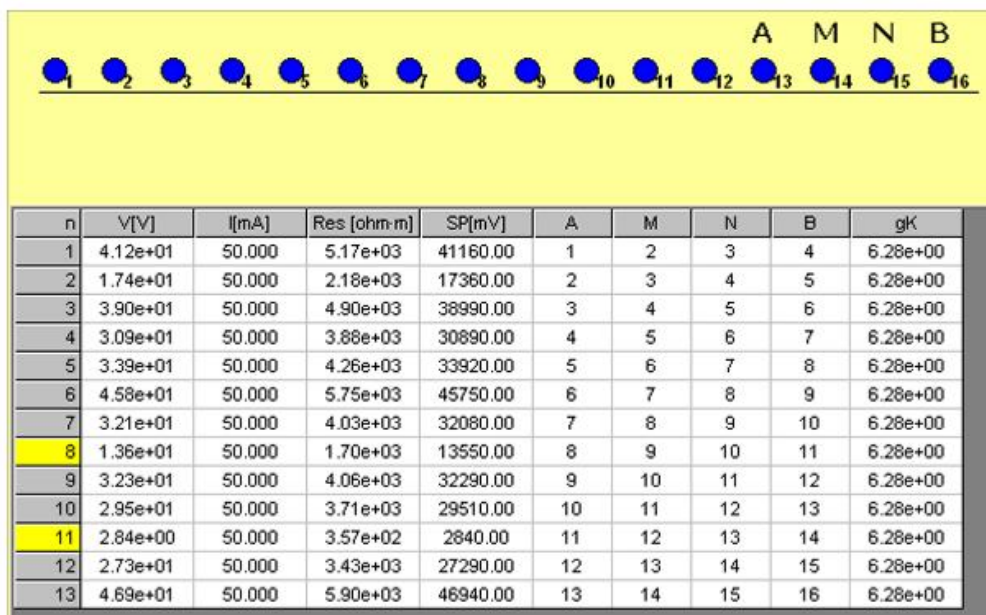 A M N B
1 2 3 4 5 6 7 8 9 10 11 12 13 14 15 16
n V[V] I[mA] Res [ohm·m] SP[mV] A M N B gK
1 4.12e+01 50.000 5.17e+03 41160.00 1 2 3 4 6.28e+00
2 1.74e+01 50.000 2.18e+03 17360.00 2 3 4 5 6.28e+00
3 3.90e+01 50.000 4.90e+03 38990.00 3 4 5 6 6.28e+00
4 3.09e+01 50.000 3.88e+03 30890.00 4 5 6 7 6.28e+00
5 3.39e+01 50.000 4.26e+03 33920.00 5 6 7 8 6.28e+00
6 4.58e+01 50.000 5.75e+03 45750.00 6 7 8 9 6.28e+00
7 3.21e+01 50.000 4.03e+03 32080.00 7 8 9 10 6.28e+00
8 1.36e+01 50.000 1.70e+03 13550.00 8 9 10 11 6.28e+00
9 3.23e+01 50.000 4.06e+03 32290.00 9 10 11 12 6.28e+00
10 2.95e+01 50.000 3.71e+03 29510.00 10 11 12 13 6.28e+00
11 2.84e+00 50.000 3.57e+02 2840.00 11 12 13 14 6.28e+00
12 2.73e+01 50.000 3.43e+03 27290.00 12 13 14 15 6.28e+00
13 4.69e+01 50.000 5.90e+03 46940.00 13 14 15 16 6.28e+00